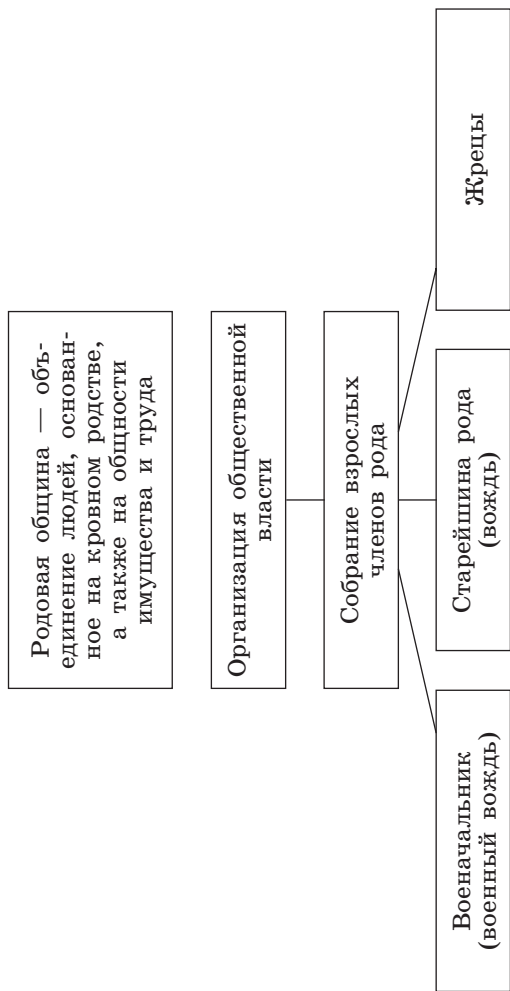 Родовая община — объ-
единение людей, основан-
ное на кровном родстве,
а также на общности
имущества и труда
Организация общественной
власти
Собрание взрослых
членов рода
Военачальник
(военный вождь)
Старейшина рода
(вождь)
Жрецы